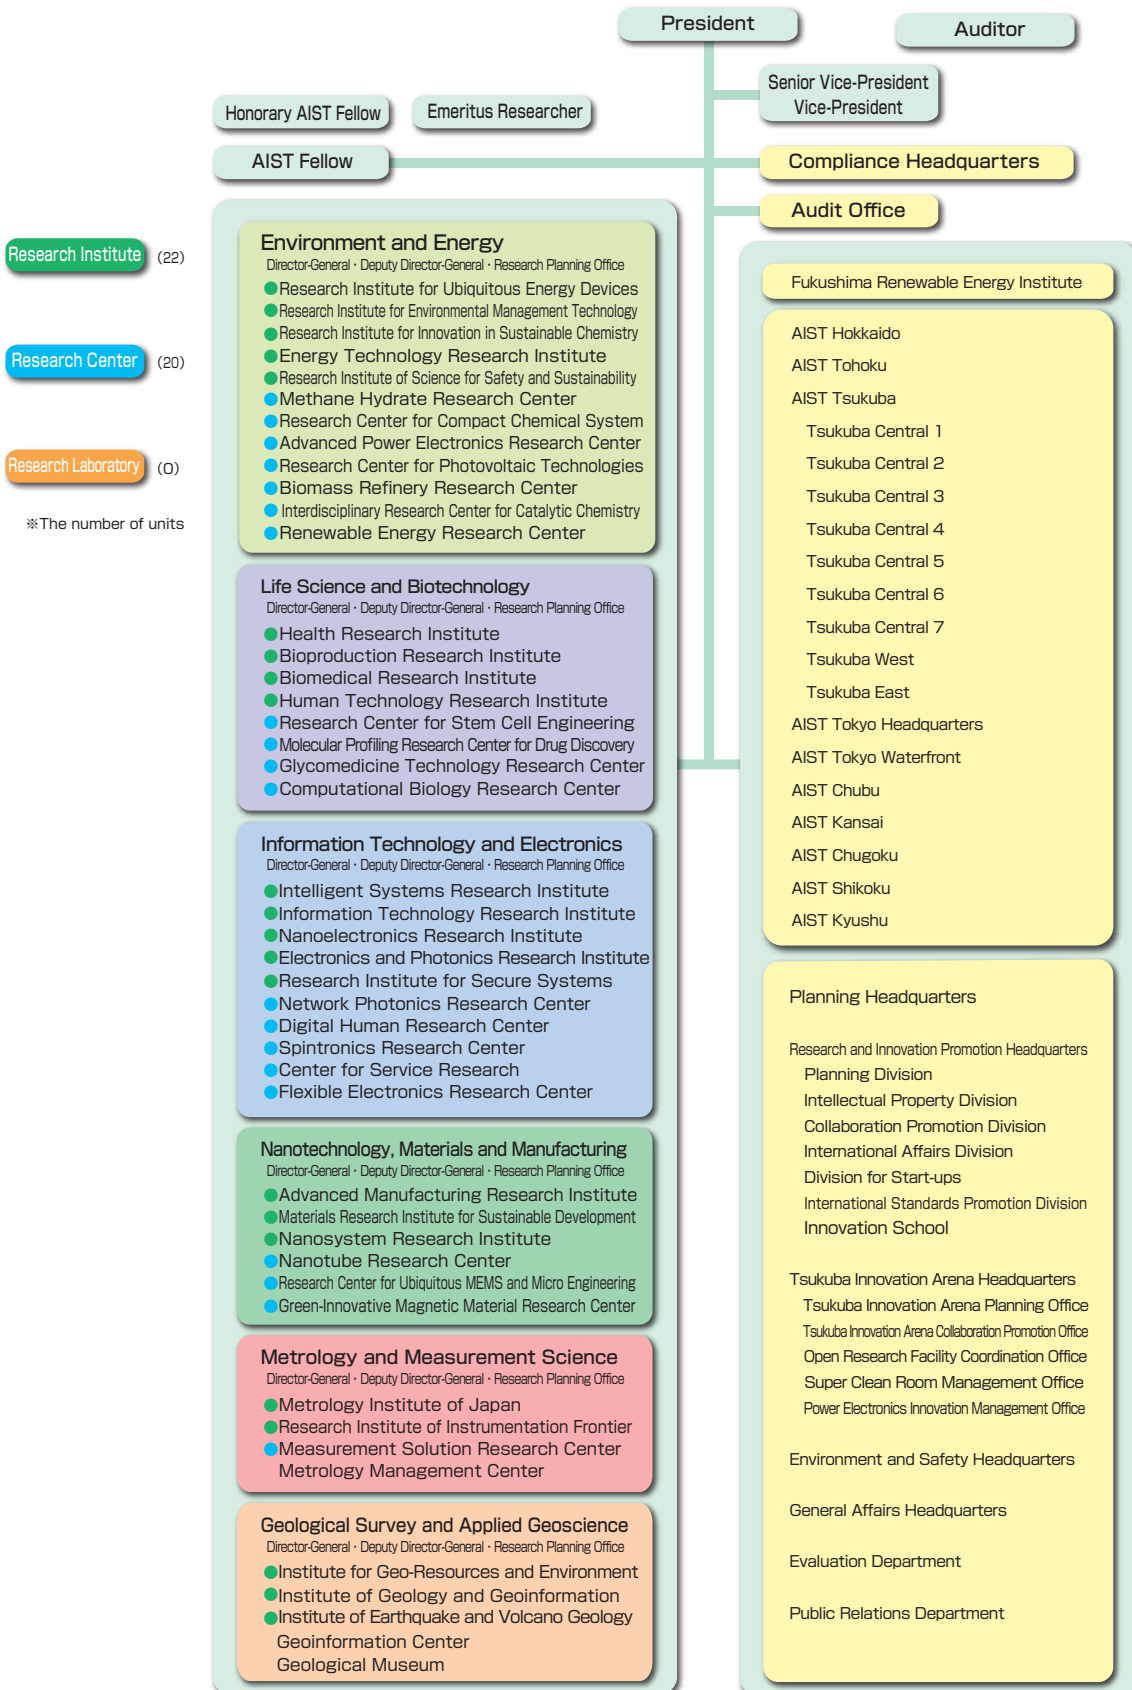 President
Auditor
Senior Vice-President
Vice-President
Honorary AIST Fellow
Emeritus Researcher
AIST Fellow
Compliance Headquarters
Audit Office
Research Institute (22)
Research Center (20)
Research Laboratory (0)
※The number of units
Environment and Energy
Director-General・Deputy Director-General・Research Planning Office
Research Institute for Ubiquitous Energy Devices
Research Institute for Environmental Management Technology
Research Institute for Innovation in Sustainable Chemistry
Energy Technology Research Institute
Research Institute of Science for Safety and Sustainability
Methane Hydrate Research Center
Research Center for Compact Chemical System
Advanced Power Electronics Research Center
Research Center for Photovoltaic Technologies
Biomass Refinery Research Center
Interdisciplinary Research Center for Catalytic Chemistry
Renewable Energy Research Center
Life Science and Biotechnology
Director-General・Deputy Director-General・Research Planning Office
Health Research Institute
Bioproduction Research Institute
Biomedical Research Institute
Human Technology Research Institute
Research Center for Stem Cell Engineering
Molecular Profiling Research Center for Drug Discovery
Glycomedicine Technology Research Center
Computational Biology Research Center
Information Technology and Electronics
Director-General・Deputy Director-General・Research Planning Office
Intelligent Systems Research Institute
Information Technology Research Institute
Nanoelectronics Research Institute
Electronics and Photonics Research Institute
Research Institute for Secure Systems
Network Photonics Research Center
Digital Human Research Center
Spintronics Research Center
Center for Service Research
Flexible Electronics Research Center
Nanotechnology, Materials and Manufacturing
Director-General・Deputy Director-General・Research Planning Office
Advanced Manufacturing Research Institute
Materials Research Institute for Sustainable Development
Nanosystem Research Institute
Nanotube Research Center
Research Center for Ubiquitous MEMS and Micro Engineering
Green-Innovative Magnetic Material Research Center
Metrology and Measurement Science
Director-General・Deputy Director-General・Research Planning Office
Metrology Institute of Japan
Research Institute of Instrumentation Frontier
Measurement Solution Research Center
Metrology Management Center
Geological Survey and Applied Geoscience
Director-General・Deputy Director-General・Research Planning Office
Institute for Geo-Resources and Environment
Institute of Geology and Geoinformation
Institute of Earthquake and Volcano Geology
Geoinformation Center
Geological Museum
Fukushima Renewable Energy Institute
AIST Hokkaido
AIST Tohoku
AIST Tsukuba
Tsukuba Central 1
Tsukuba Central 2
Tsukuba Central 3
Tsukuba Central 4
Tsukuba Central 5
Tsukuba Central 6
Tsukuba Central 7
Tsukuba West
Tsukuba East
AIST Tokyo Headquarters
AIST Tokyo Waterfront
AIST Chubu
AIST Kansai
AIST Chugoku
AIST Shikoku
AIST Kyushu
Planning Headquarters
Research and Innovation Promotion Headquarters
Planning Division
Intellectual Property Division
Collaboration Promotion Division
International Affairs Division
Division for Start-ups
International Standards Promotion Division
Innovation School
Tsukuba Innovation Arena Headquarters
Tsukuba Innovation Arena Planning Office
Tsukuba Innovation Arena Collaboration Promotion Office
Open Research Facility Coordination Office
Super Clean Room Management Office
Power Electronics Innovation Management Office
Environment and Safety Headquarters
General Affairs Headquarters
Evaluation Department
Public Relations Department